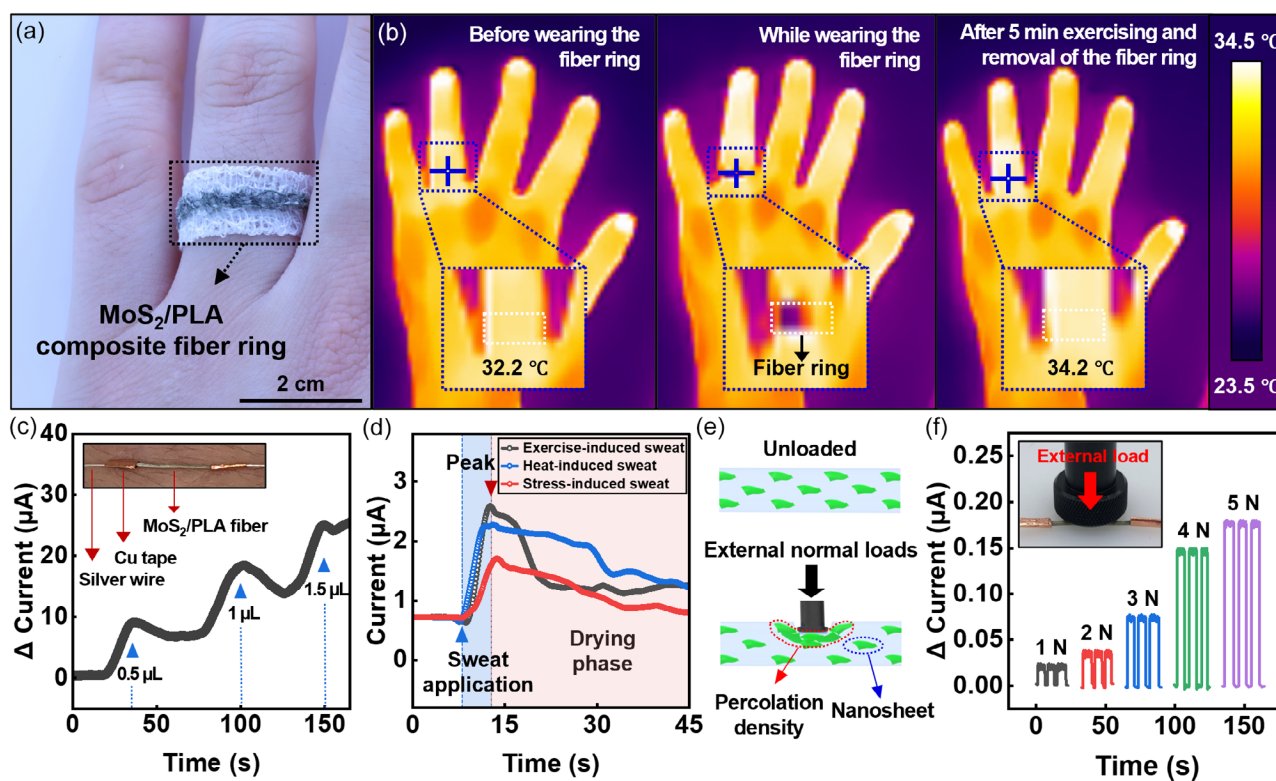 (a)
MoS₂/PLA
composite fiber ring
2 cm
(b)
Before wearing the
fiber ring
32.2 ℃
While wearing the
fiber ring
Fiber ring
After 5 min exercising and
removal of the fiber ring
34.2 ℃
34.5 ℃
23.5 ℃
(c)
Δ Current (μA)
40
30
20
10
0
Silver wire
Cu tape
MoS₂/PLA fiber
0.5 μL
1 μL
1.5 μL
0
50
100
150
Time (s)
(d)
Current (μA)
4
3
2
1
0
Peak
Exercise-induced sweat
Heat-induced sweat
Stress-induced sweat
Sweat
application
Drying
phase
0
15
30
45
Time (s)
(e)
Unloaded
External normal loads
Percolation
density
Nanosheet
(f)
Δ Current (μA)
0.25
0.20
0.15
0.10
0.05
0.00
External load
1 N
2 N
3 N
4 N
5 N
0
50
100
150
Time (s)